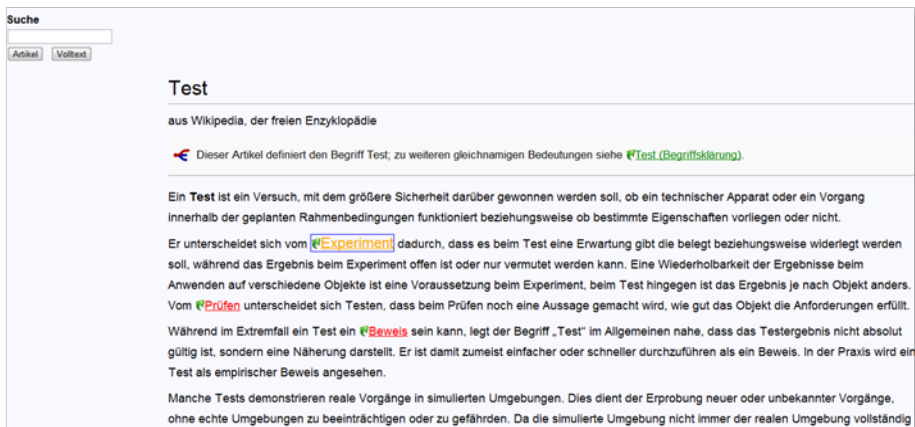 Suche
Artikel Volltext
Test
aus Wikipedia, der freien Enzyklopädie
Dieser Artikel definiert den Begriff Test; zu weiteren gleichnamigen Bedeutungen siehe Test (Begriffsklärung).
Ein Test ist ein Versuch, mit dem größere Sicherheit darüber gewonnen werden soll, ob ein technischer Apparat oder ein Vorgang
innerhalb der geplanten Rahmenbedingungen funktioniert beziehungsweise ob bestimmte Eigenschaften vorliegen oder nicht.
Er unterscheidet sich vom Experiment dadurch, dass es beim Test eine Erwartung gibt die belegt beziehungsweise widerlegt werden
soll, während das Ergebnis beim Experiment offen ist oder nur vermutet werden kann. Eine Wiederholbarkeit der Ergebnisse beim
Anwenden auf verschiedene Objekte ist eine Voraussetzung beim Experiment, beim Test hingegen ist das Ergebnis je nach Objekt anders.
Vom Prüfen unterscheidet sich Testen, dass beim Prüfen noch eine Aussage gemacht wird, wie gut das Objekt die Anforderungen erfüllt.
Während im Extremfall ein Test ein Beweis sein kann, legt der Begriff „Test“ im Allgemeinen nahe, dass das Testergebnis nicht absolut
gültig ist, sondern eine Näherung darstellt. Er ist damit zumeist einfacher oder schneller durchzuführen als ein Beweis. In der Praxis wird ein
Test als empirischer Beweis angesehen.
Manche Tests demonstrieren reale Vorgänge in simulierten Umgebungen. Dies dient der Erprobung neuer oder unbekannter Vorgänge,
ohne echte Umgebungen zu beeinträchtigen oder zu gefährden. Da die simulierte Umgebung nicht immer der realen Umgebung vollständig